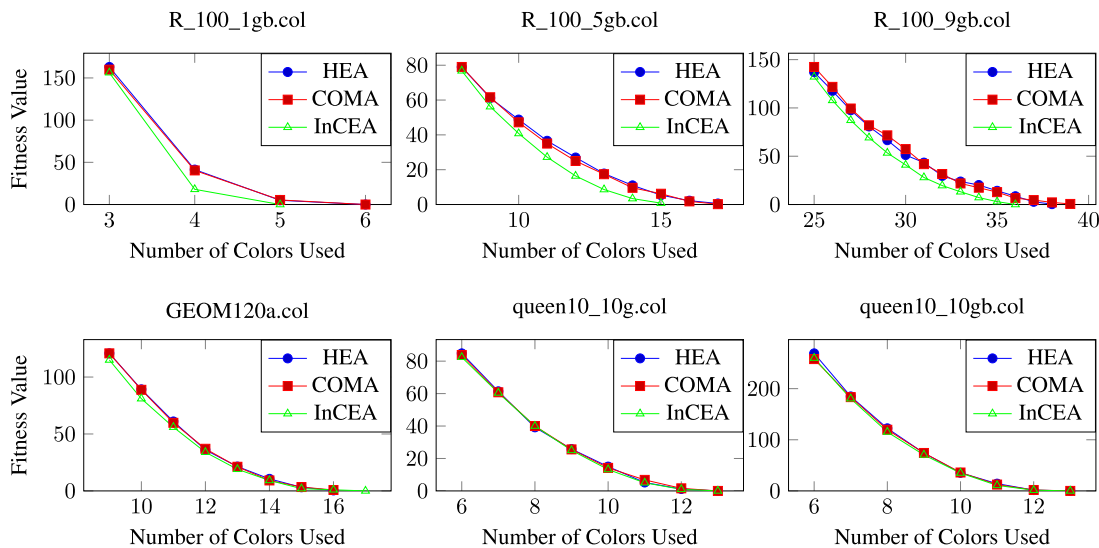 R_100_1gb.col
Fitness Value
150
100
50
0
3
4
5
6
HEA
COMA
InCEA
Number of Colors Used
R_100_5gb.col
80
60
40
20
0
10
15
HEA
COMA
InCEA
Number of Colors Used
R_100_9gb.col
150
100
50
0
25
30
35
40
HEA
COMA
InCEA
Number of Colors Used
GEOM120a.col
Fitness Value
100
50
0
10
12
14
16
HEA
COMA
InCEA
Number of Colors Used
queen10_10g.col
80
60
40
20
0
6
8
10
12
HEA
COMA
InCEA
Number of Colors Used
queen10_10gb.col
200
100
0
6
8
10
12
HEA
COMA
InCEA
Number of Colors Used